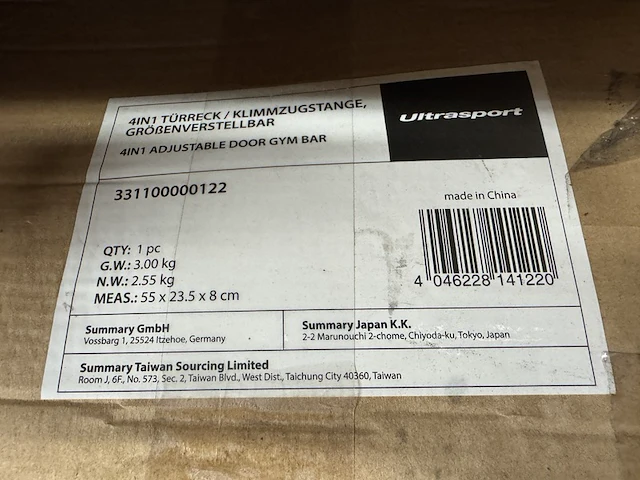 4IN1 TÜRRECK / KLIMMZUGSTANGE,
GRÖßENVERSTELLBAR
4IN1 ADJUSTABLE DOOR GYM BAR
Ultrasport
331100000122
made in China
QTY: 1 pc
G.W.: 3.00 kg
N.W.: 2.55 kg
MEAS.: 55 x 23.5 x 8 cm
4 046228 141220
Summary GmbH
Vossbarg 1, 25524 Itzehoe, Germany
Summary Japan K.K.
2-2 Marunouchi 2-chome, Chiyoda-ku, Tokyo, Japan
Summary Taiwan Sourcing Limited
Room J, 6F., No. 573, Sec. 2, Taiwan Blvd., West Dist., Taichung City 40360, Taiwan